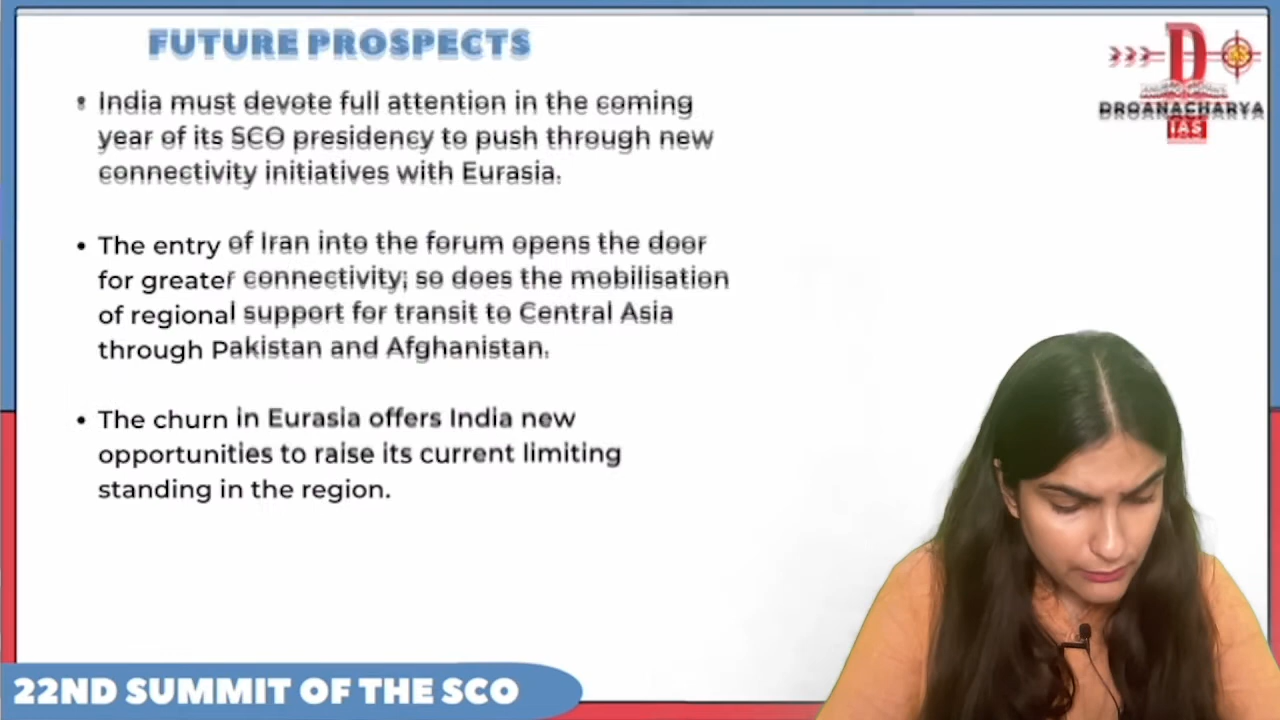 FUTURE PROSPECTS
• India must devote full attention in the coming
year of its SCO presidency to push through new
connectivity initiatives with Eurasia.
• The entry of Iran into the forum opens the door
for greater connectivity; so does the mobilisation
of regional support for transit to Central Asia
through Pakistan and Afghanistan.
• The churn in Eurasia offers India new
opportunities to raise its current limiting
standing in the region.
D
DROANACHARYA
IAS
22ND SUMMIT OF THE SCO